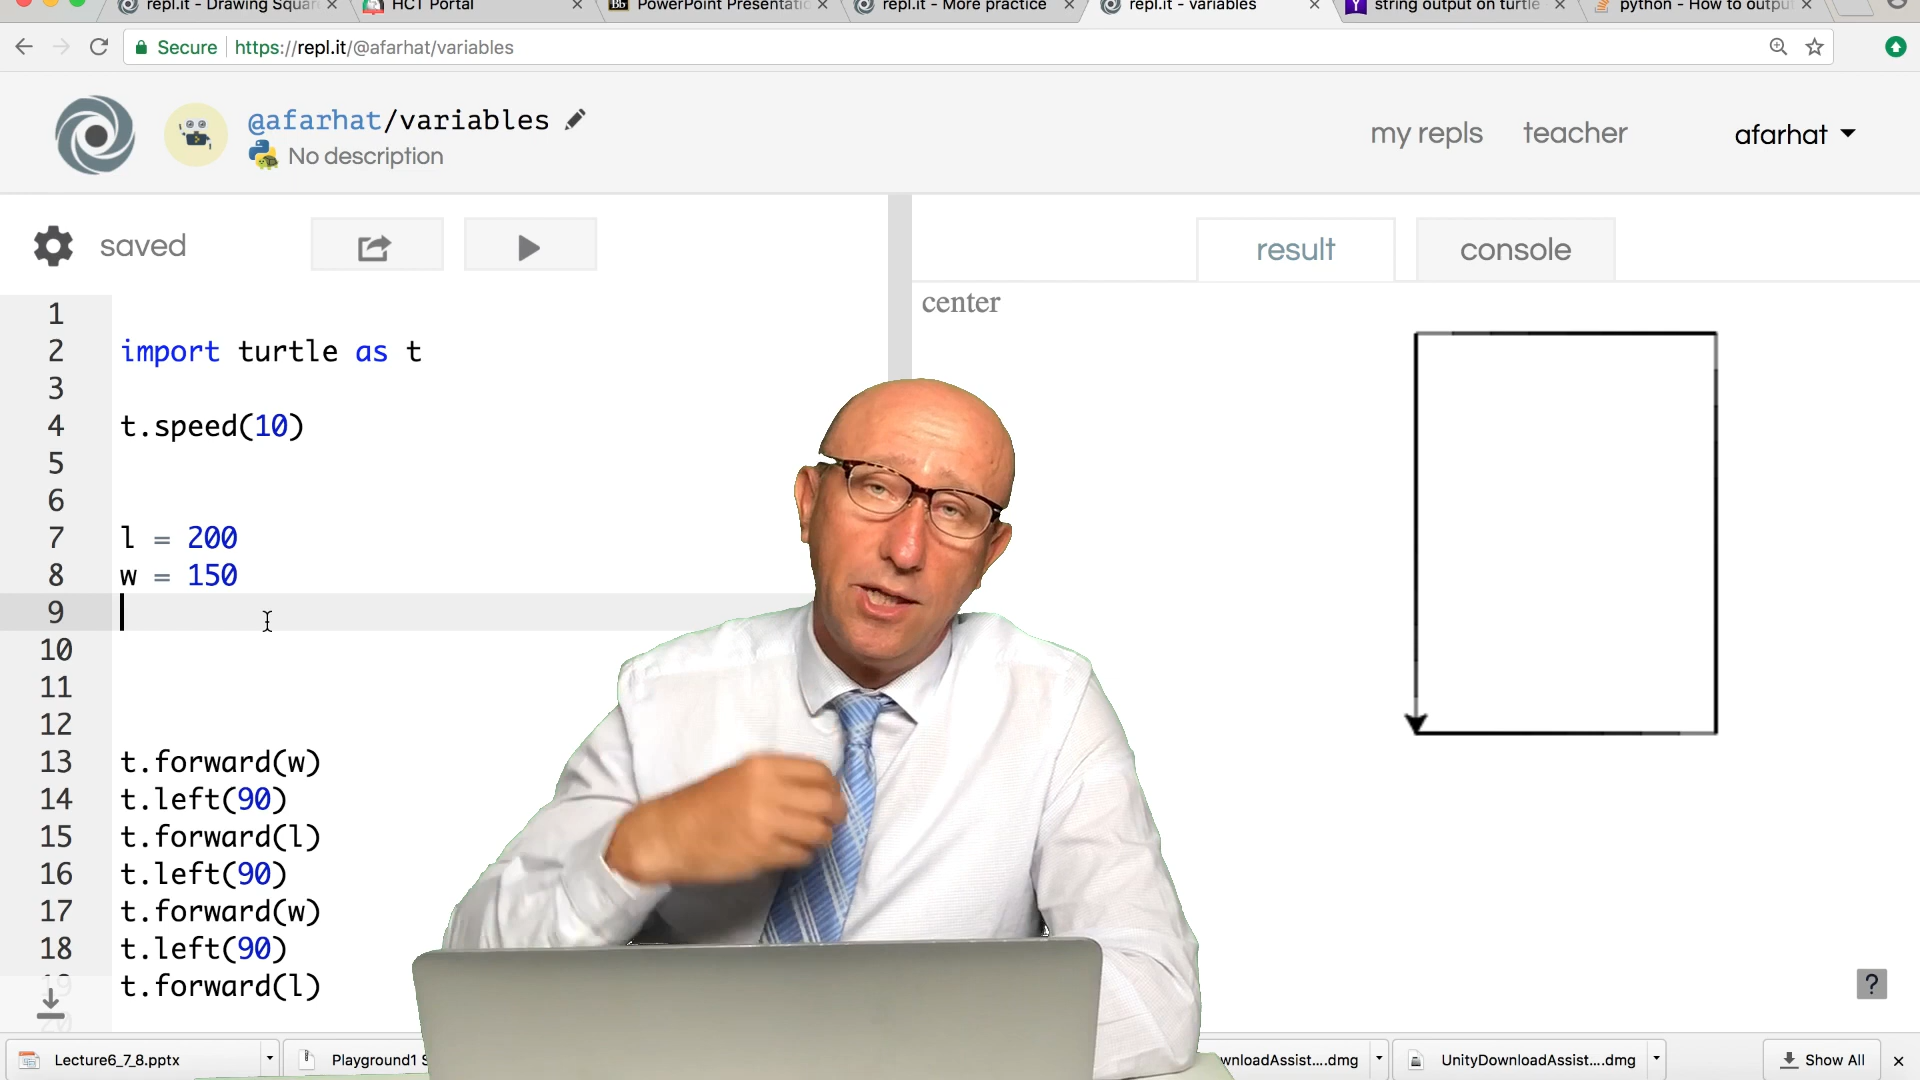 repl.it - Drawing Squar
HCT Portal
Bb PowerPoint Presentatio
repl.it - More practice
repl.it - variables
string output on turtle
python - How to output
Secure https://repl.it/@afarhat/variables
@afarhat/variables
No description
my repls
teacher
afarhat
saved
result
console
center
1
2 import turtle as t
3
4 t.speed(10)
5
6
7 l = 200
8 w = 150
9
10
11
12
13 t.forward(w)
14 t.left(90)
15 t.forward(l)
16 t.left(90)
17 t.forward(w)
18 t.left(90)
19 t.forward(l)
20
?
Lecture6_7_8.pptx
Playground1 S
wnloadAssist....dmg
UnityDownloadAssist....dmg
Show All